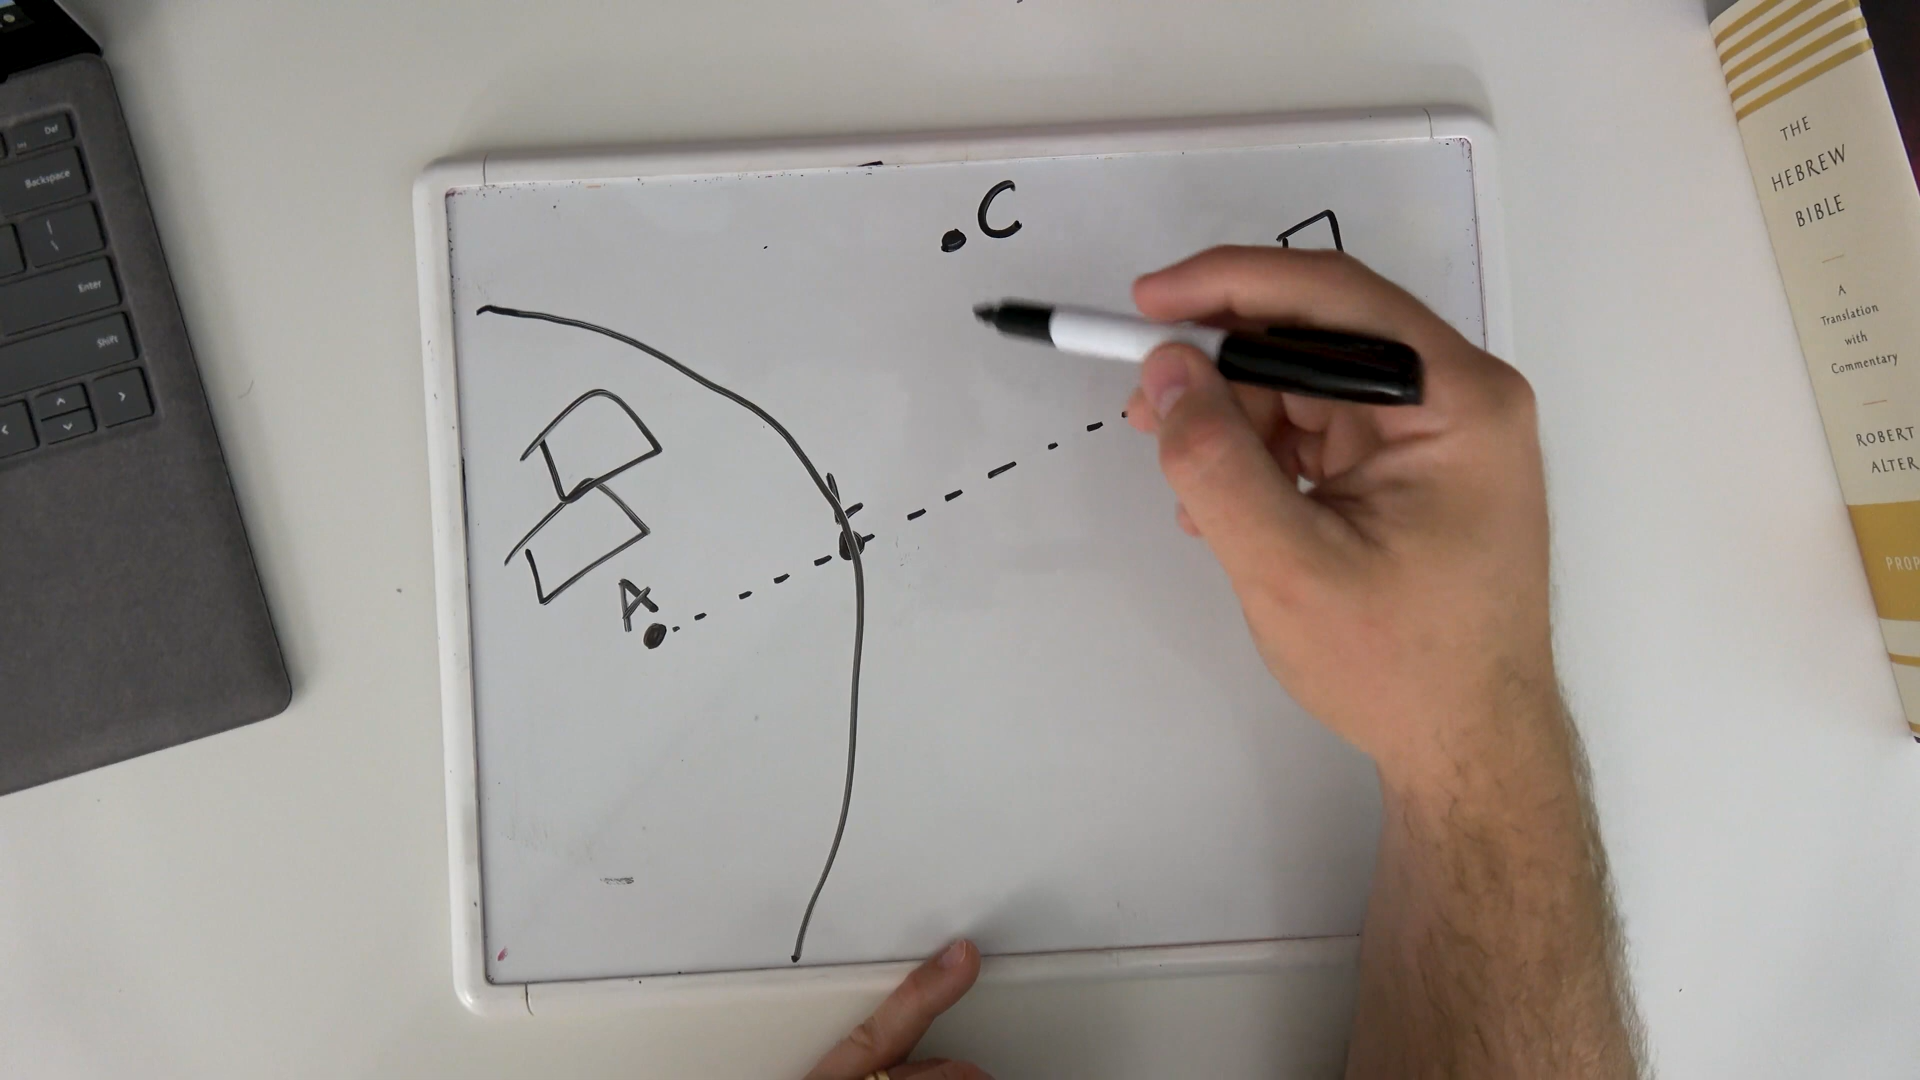 Del
Backspace
Enter
Shift
C
A
THE
HEBREW
BIBLE
A
Translation
with
Commentary
ROBERT
ALTER